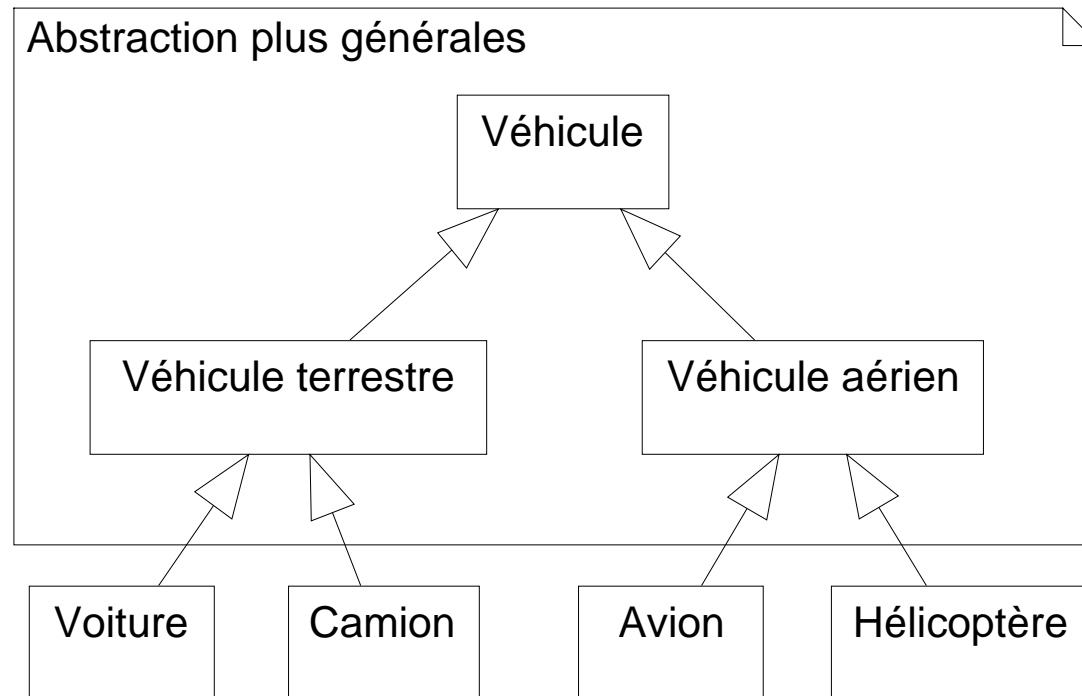 Abstraction plus générales
Véhicule
Véhicule terrestre
Véhicule aérien
Voiture
Camion
Avion
Hélicoptère